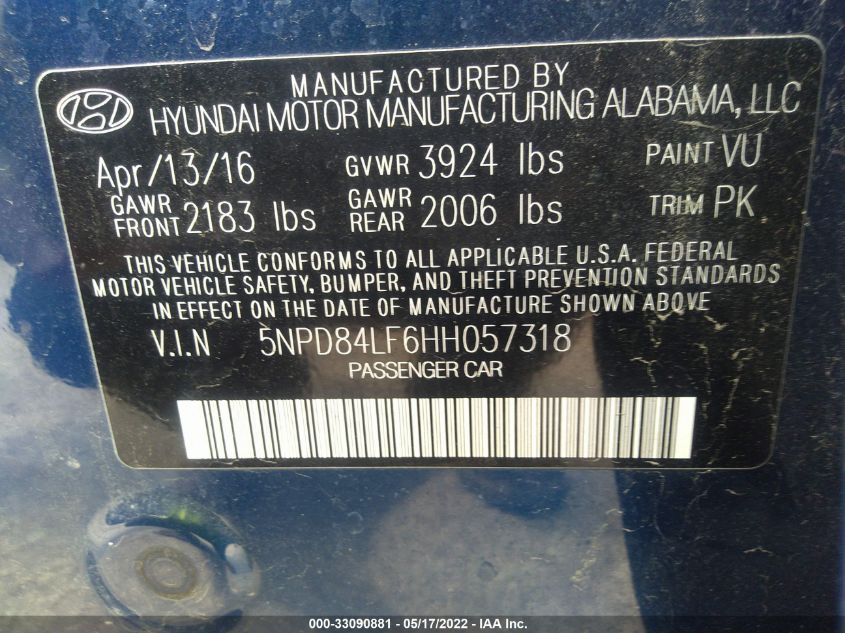 MANUFACTURED BY
HYUNDAI MOTOR MANUFACTURING ALABAMA, LLC
Apr/13/16 GVWR 3924 lbs PAINT VU
GAWR FRONT 2183 lbs GAWR REAR 2006 lbs TRIM PK
THIS VEHICLE CONFORMS TO ALL APPLICABLE U.S.A. FEDERAL
MOTOR VEHICLE SAFETY, BUMPER, AND THEFT PREVENTION STANDARDS
IN EFFECT ON THE DATE OF MANUFACTURE SHOWN ABOVE
V.I.N 5NPD84LF6HH057318
PASSENGER CAR
000-33090881 - 05/17/2022 - IAA Inc.